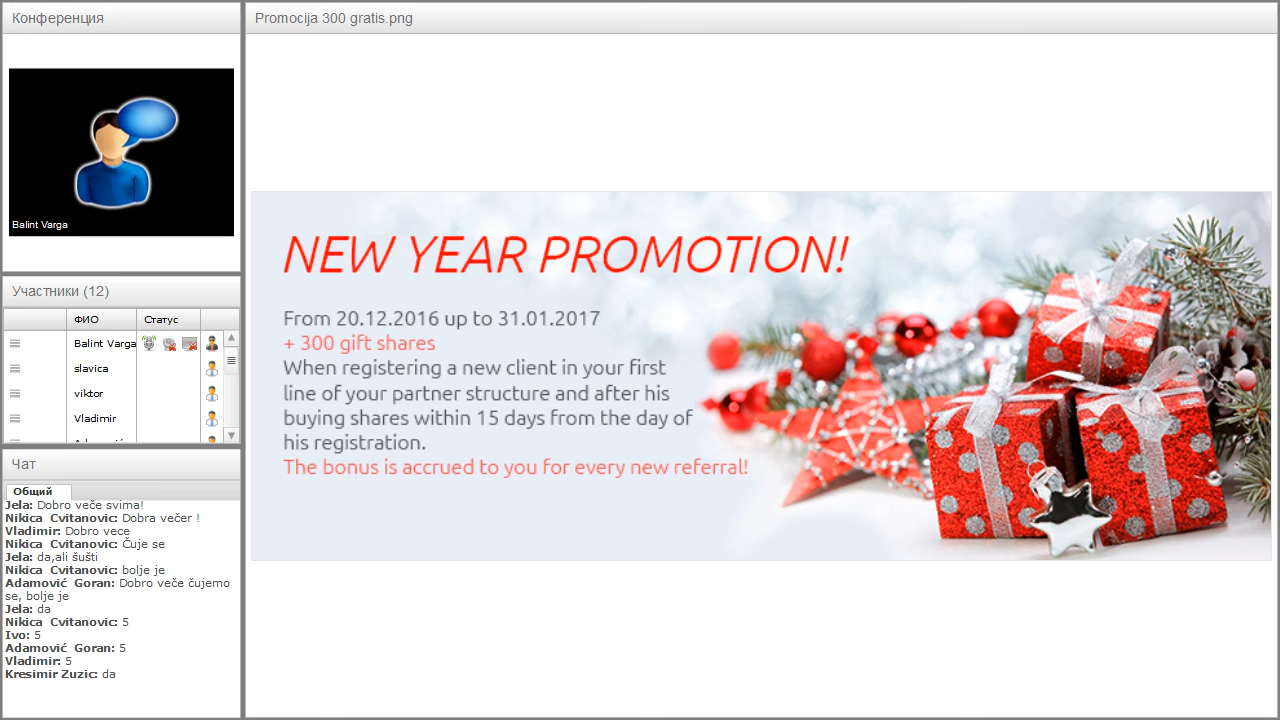 Конференция
Balint Varga
Участники (12)
ФИО Статус
Balint Varga
slavica
viktor
Vladimir
Чат
Общий
Jela: Dobro veče svima!
Nikica Cvitanovic: Dobra večer !
Vladimir: Dobro vece
Nikica Cvitanovic: Čuje se
Jela: da,ali šušti
Nikica Cvitanovic: bolje je
Adamović Goran: Dobro veče čujemo
se, bolje je
Jela: da
Nikica Cvitanovic: 5
Ivo: 5
Adamović Goran: 5
Vladimir: 5
Kresimir Zuzic: da
Promocija 300 gratis.png
NEW YEAR PROMOTION!
From 20.12.2016 up to 31.01.2017
+ 300 gift shares
When registering a new client in your first
line of your partner structure and after his
buying shares within 15 days from the day of
his registration.
The bonus is accrued to you for every new referral!